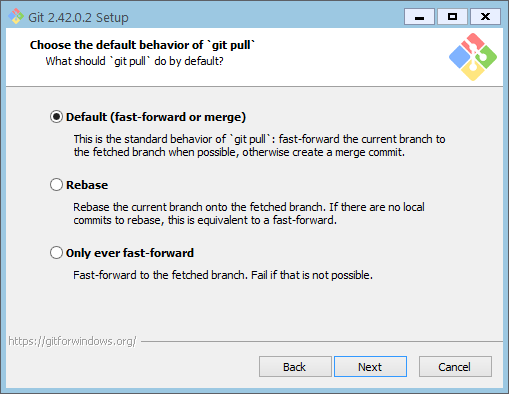 Git 2.42.0.2 Setup
Choose the default behavior of `git pull`
What should `git pull` do by default?
Default (fast-forward or merge)
This is the standard behavior of `git pull`: fast-forward the current branch to
the fetched branch when possible, otherwise create a merge commit.
Rebase
Rebase the current branch onto the fetched branch. If there are no local
commits to rebase, this is equivalent to a fast-forward.
Only ever fast-forward
Fast-forward to the fetched branch. Fail if that is not possible.
https://gitforwindows.org/
Back
Next
Cancel